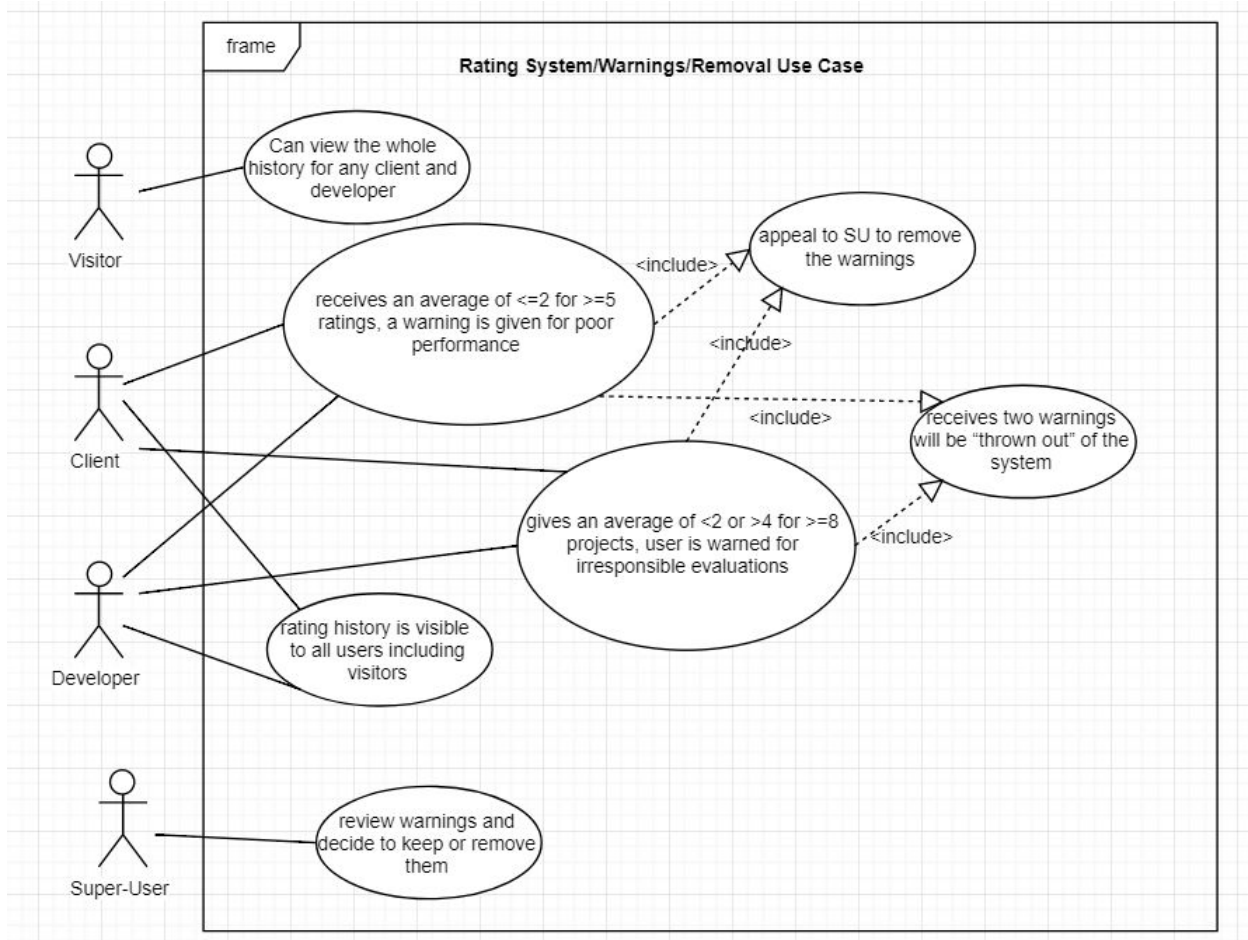 frame
Rating System/Warnings/Removal Use Case
Can view the whole
history for any client and
developer
Visitor
appeal to SU to remove
the warnings
<include>
receives an average of <=2 for >=5
ratings, a warning is given for poor
performance
<include>
Client
<include>
receives two warnings
will be “thrown out” of the
system
gives an average of <2 or >4 for >=8
projects, user is warned for
irresponsible evaluations
<include>
Developer
rating history is visible
to all users including
visitors
Super-User
review warnings and
decide to keep or remove
them